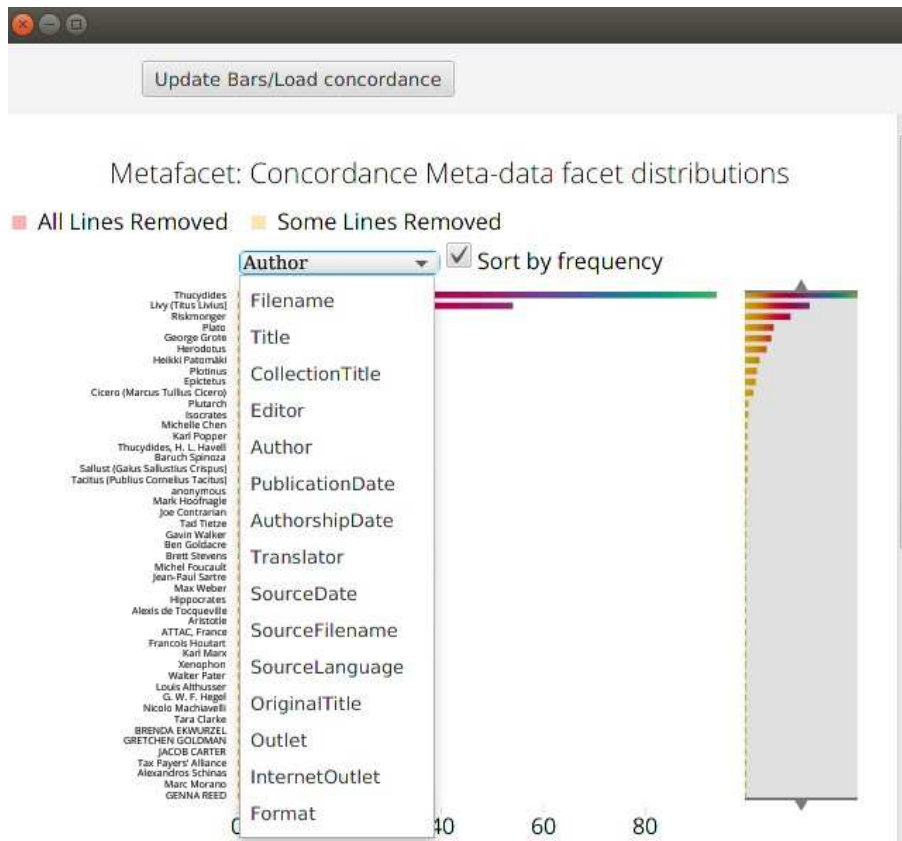 Update Bars/Load concordance
Metafacet: Concordance Meta-data facet distributions
All Lines Removed
Some Lines Removed
Author
Sort by frequency
Thucydides
Livy (Titus Livius)
Riskmonger
Plato
George Grote
Herodotus
Heikki Patomäki
Plotinus
Epictetus
Cicero (Marcus Tullius Cicero)
Plutarch
Isocrates
Michelle Chen
Karl Popper
Thucydides, H. L. Havell
Baruch Spinoza
Sallust (Gaius Sallustius Crispus)
Tacitus (Publius Cornelius Tacitus)
anonymous
Mark Hoofnagle
Joe Contrarian
Tad Tietze
Gavin Walker
Ben Goldacre
Brett Stevens
Michel Foucault
Jean-Paul Sartre
Max Weber
Hippocrates
Alexis de Tocqueville
Aristotle
ATTAC, France
Francois Houtart
Karl Marx
Xenophon
Walter Pater
Louis Althusser
G. W. F. Hegel
Nicolo Machiavelli
Tara Clarke
BRENDA EKWURZEL
GRETCHEN GOLDMAN
JACOB CARTER
Tax Payers' Alliance
Alexandros Schinas
Marc Morano
GENNA REED
Filename
Title
CollectionTitle
Editor
Author
PublicationDate
AuthorshipDate
Translator
SourceDate
SourceFilename
SourceLanguage
OriginalTitle
Outlet
InternetOutlet
Format
40
60
80